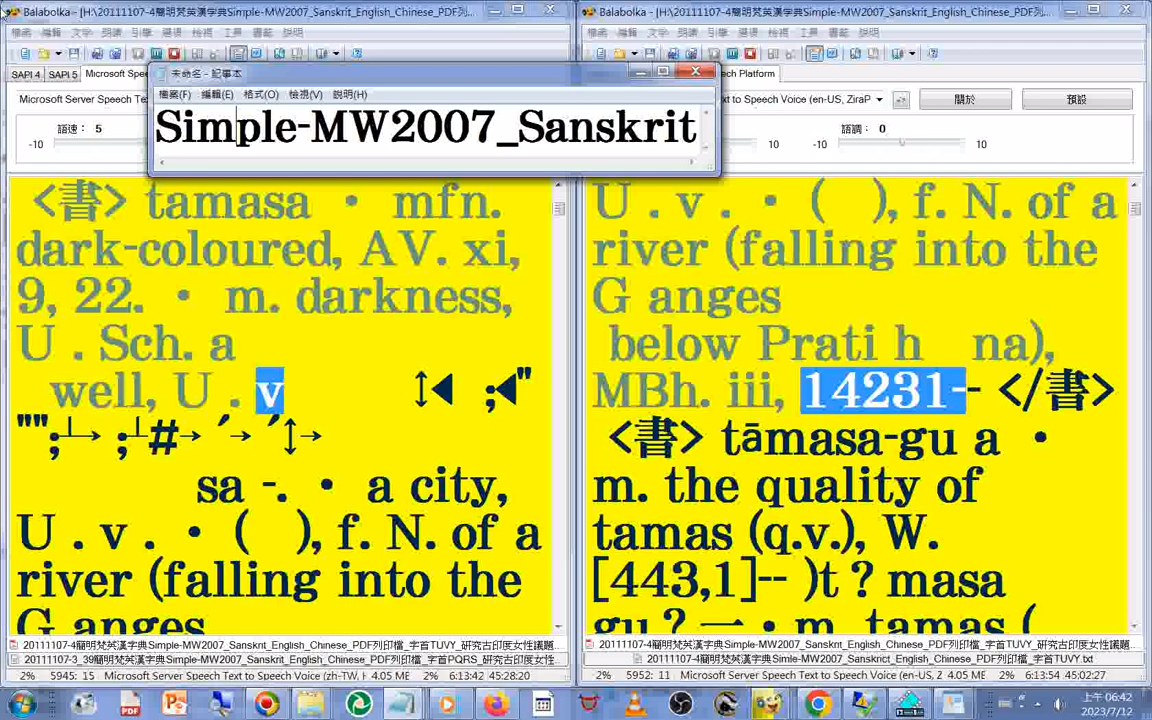 Balabolka - [H:\20111107-4簡明梵英漢字典Simple-MW2007_Sanskrit_English_Chinese_PDF列...
Balabolka - [H:\20111107-4簡明梵英漢字典Simple-MW2007_Sanskrit_English_Chinese_PDF列...
SAPI 4 SAPI 5 Microsoft Spee
ech Platform
未命名 - 記事本
檔案(F) 編輯(E) 格式(O) 檢視(V) 說明(H)
Simple-MW2007_Sanskrit
Microsoft Server Speech Text
t to Speech Voice (en-US, ZiraP
關於
預設
語速： 5
-10
語調： 0
10 -10 10
<書> tamasa • mfn.
dark-coloured, AV. xi,
9, 22. • m. darkness,
U . Sch. a
well, U . v ↕◀ ;◀"
"";┴→ ;┴#→ ´→ ´↕→
sa -. • a city,
U . v . • ( ), f. N. of a
river (falling into the
G anges
U . v . • ( ), f. N. of a
river (falling into the
G anges
below Prati h na),
MBh. iii, 14231-- </書>
<書> tāmasa-gu a •
m. the quality of
tamas (q.v.), W.
[443,1]-- )t ? masa
gu ? 一 • m. tamas (
20111107-4簡明梵英漢字典Simple-MW2007_Sanskrit_English_Chinese_PDF列印檔_字首TUVY_研究古印度女性議題...
20111107-3_39簡明梵英漢字典Simple-MW2007_Sanskrit_English_Chinese_PDF列印檔_字首PQRS_研究古印度女性...
20111107-4簡明梵英漢字典Simple-MW2007_Sanskrit_English_Chinese_PDF列印檔_字首TUVY_研究古印度女性議題...
20111107-4簡明梵英漢字典Simle-MW2007_Sanskrict_English_Chinese_PDF列印檔_字首TUVY.txt
2% 5945: 15 Microsoft Server Speech Text to Speech Voice (zh-TW, H 4.05 ME 2% 6:13:42 45:28:20
2% 5952: 11 Microsoft Server Speech Text to Speech Voice (en-US, Z 4.05 ME 2% 6:13:54 45:02:27
上午 06:42
2023/7/12